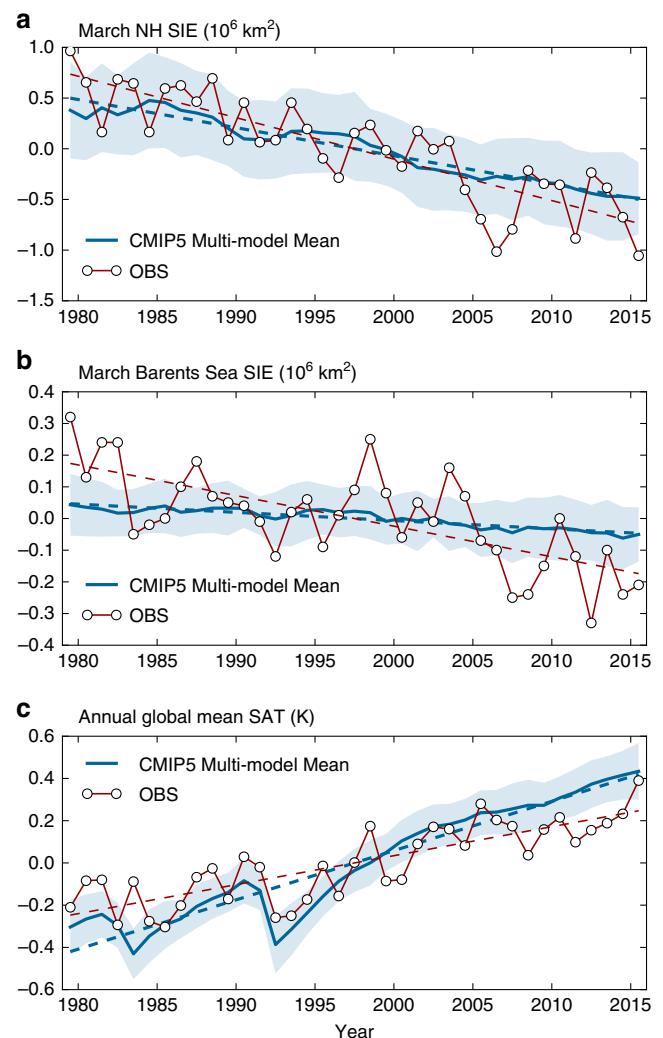 a
March NH SIE (10⁶ km²)
1.0
0.5
0.0
−0.5
−1.0
−1.5
CMIP5 Multi-model Mean
OBS
1980 1985 1990 1995 2000 2005 2010 2015
b
March Barents Sea SIE (10⁶ km²)
0.4
0.3
0.2
0.1
0.0
−0.1
−0.2
−0.3
−0.4
CMIP5 Multi-model Mean
OBS
1980 1985 1990 1995 2000 2005 2010 2015
c
Annual global mean SAT (K)
0.6
0.4
0.2
0.0
−0.2
−0.4
−0.6
CMIP5 Multi-model Mean
OBS
1980 1985 1990 1995 2000 2005 2010 2015
Year